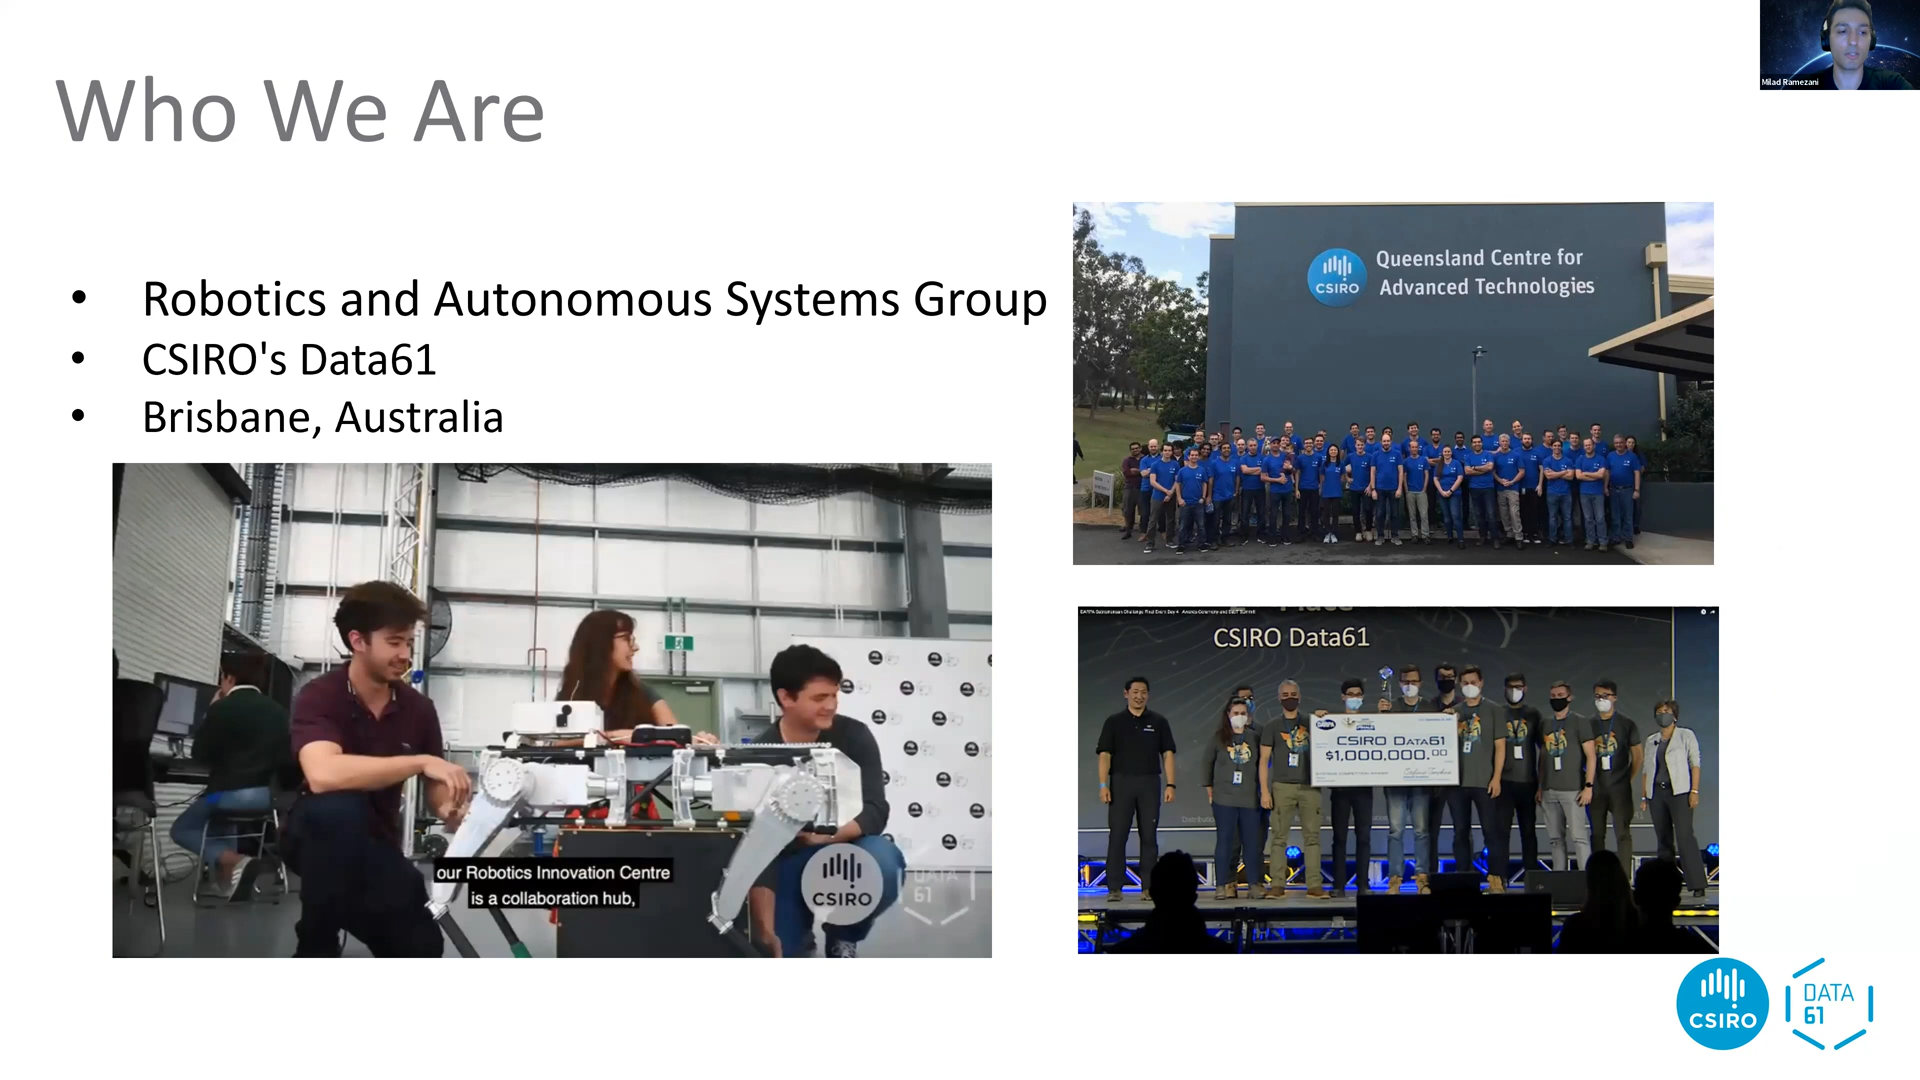 Who We Are
Milad Ramezani
• Robotics and Autonomous Systems Group
• CSIRO's Data61
• Brisbane, Australia
CSIRO
Queensland Centre for
Advanced Technologies
our Robotics Innovation Centre
is a collaboration hub,
CSIRO
DATA
61
CSIRO Data61
CSIRO Data61
$1,000,000.00
CSIRO
DATA
61